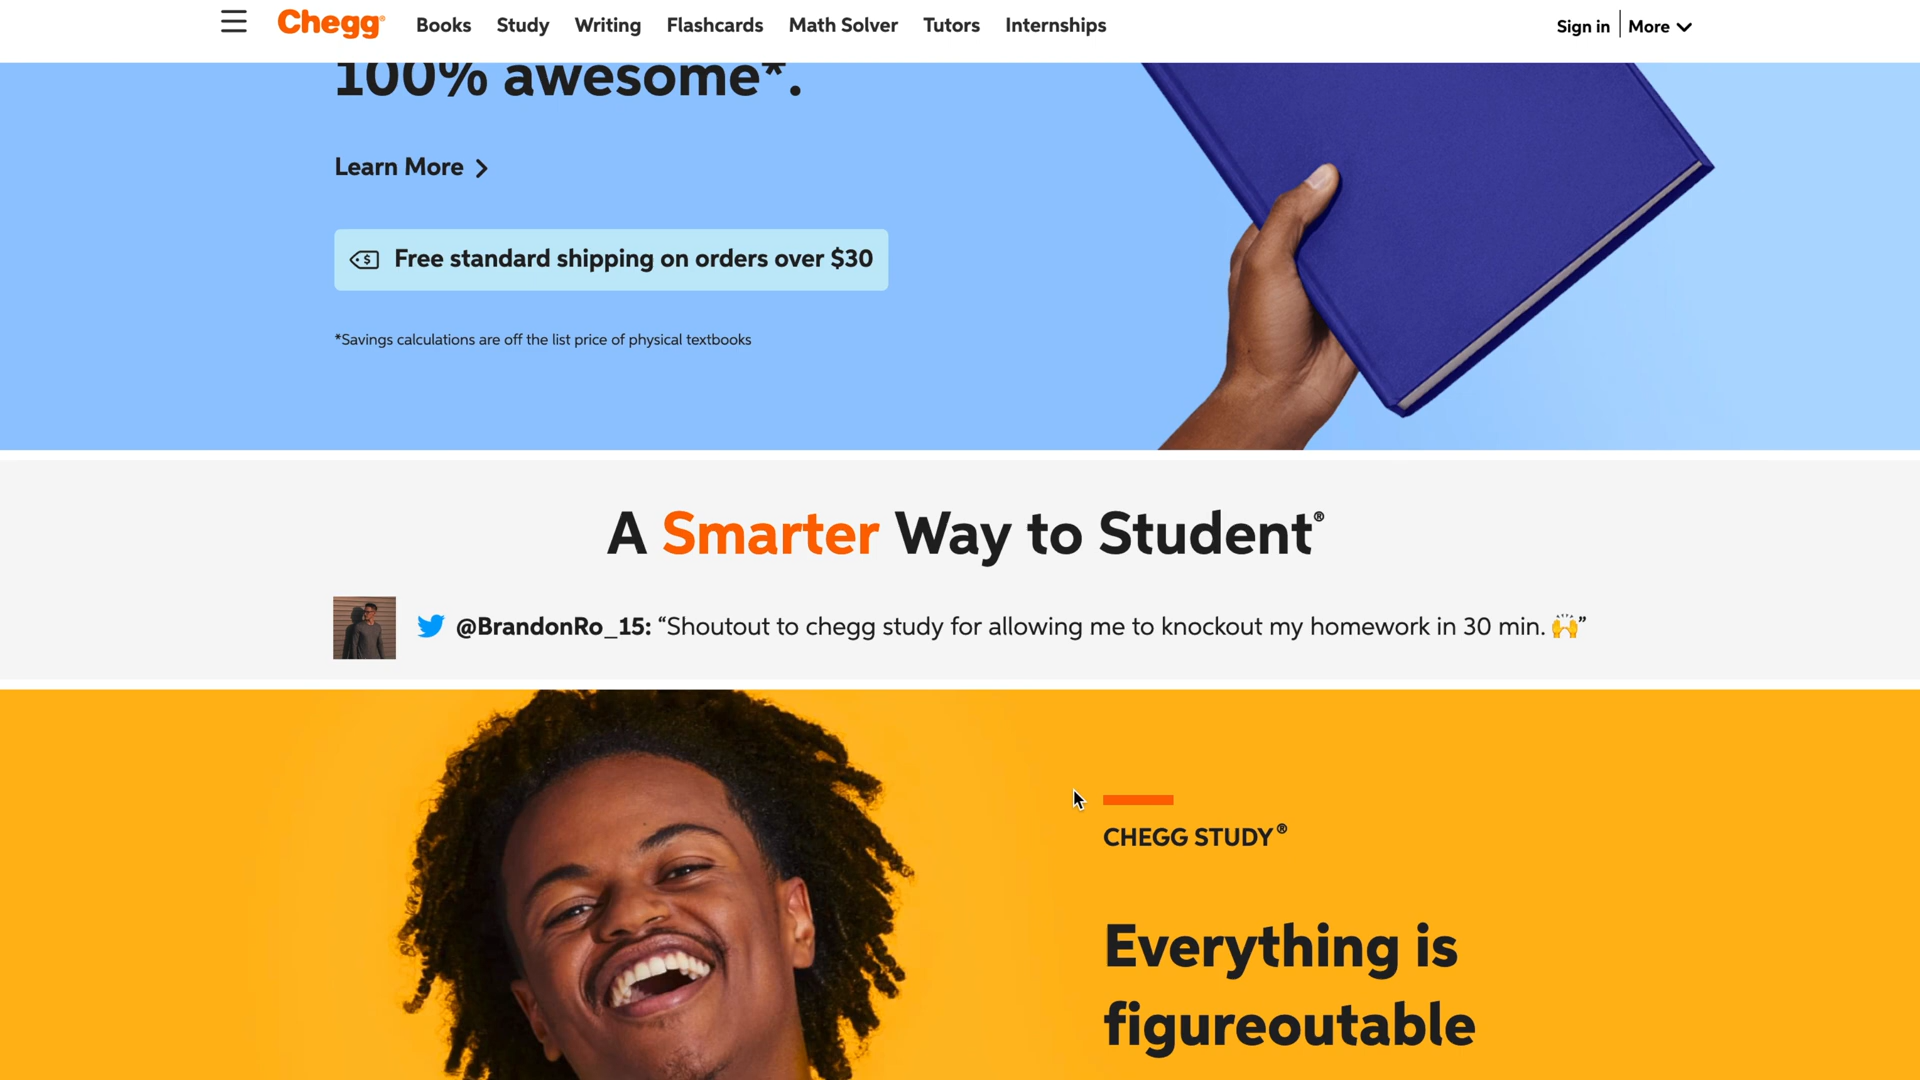 Chegg® Books Study Writing Flashcards Math Solver Tutors Internships Sign in More
100% awesome*.
Learn More
$ Free standard shipping on orders over $30
*Savings calculations are off the list price of physical textbooks
A Smarter Way to Student®
@BrandonRo_15: “Shoutout to chegg study for allowing me to knockout my homework in 30 min. 🙌”
CHEGG STUDY®
Everything is
figureoutable